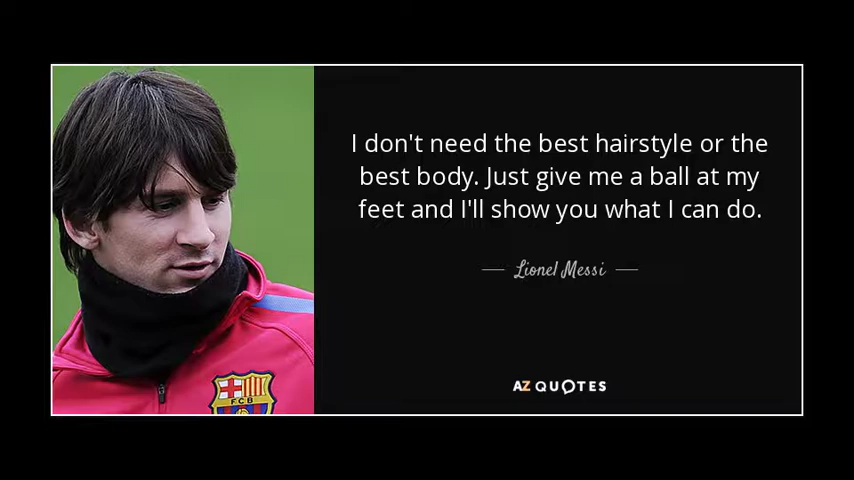 I don't need the best hairstyle or the
best body. Just give me a ball at my
feet and I'll show you what I can do.
Lionel Messi
AZ QUOTES
FCB